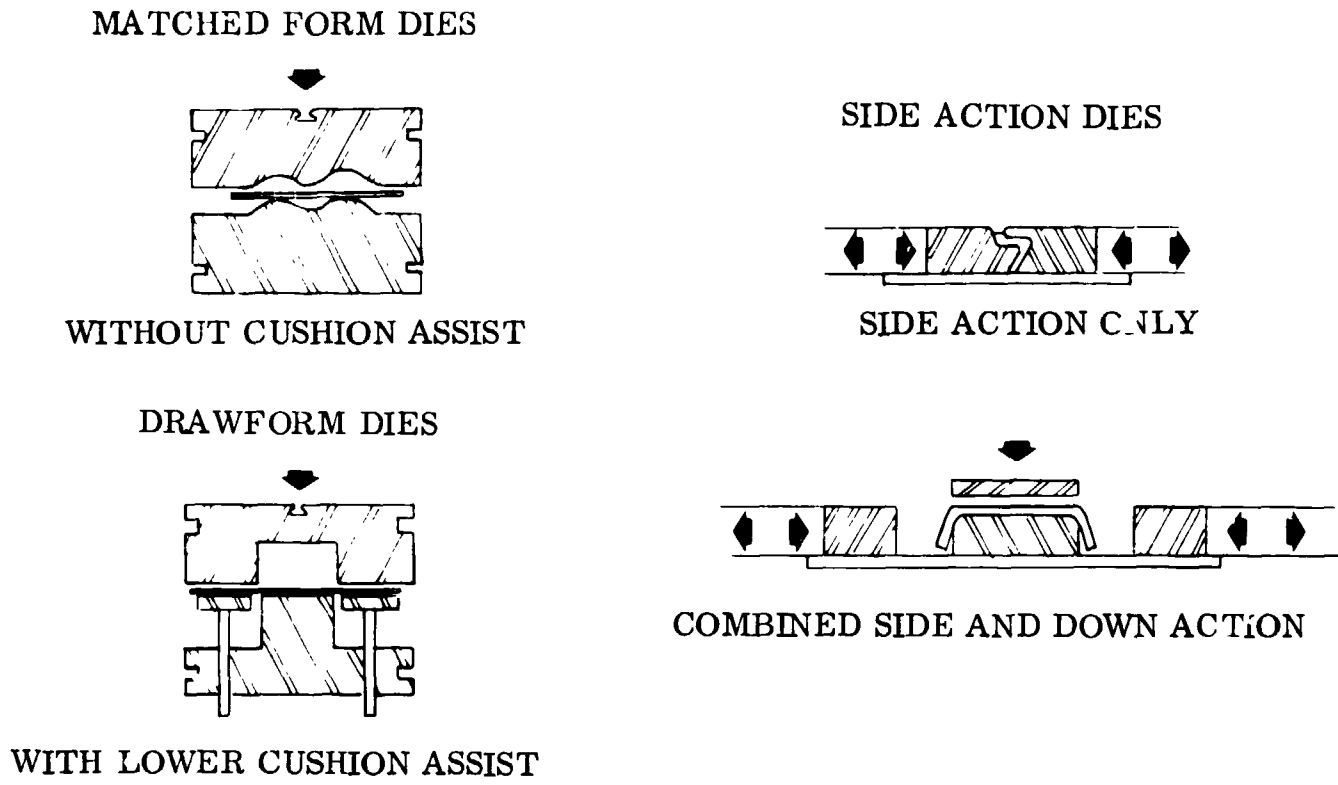 MATCHED FORM DIES
WITHOUT CUSHION ASSIST
DRAWFORM DIES
WITH LOWER CUSHION ASSIST
SIDE ACTION DIES
SIDE ACTION
COMBINED SIDE AND DOWN ACTION